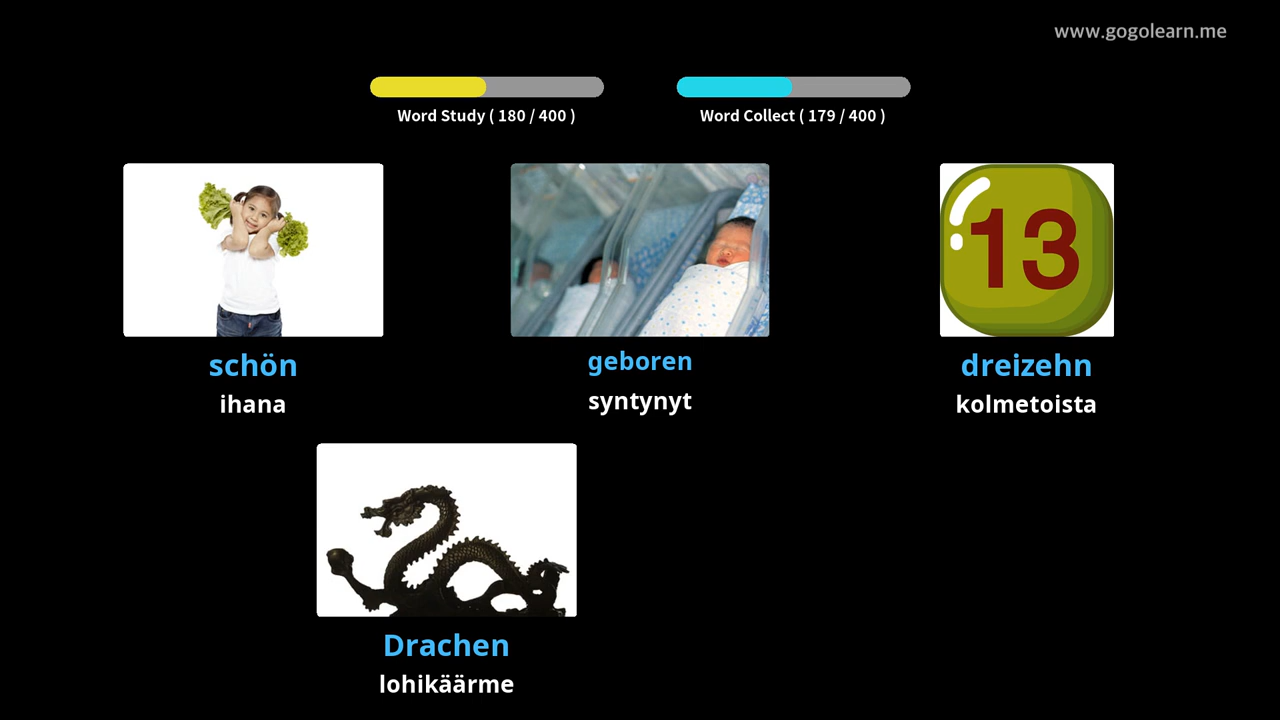 www.gogolearn.me
Word Study ( 180 / 400 )
Word Collect ( 179 / 400 )
13
schön
ihana
geboren
syntynyt
dreizehn
kolmetoista
Drachen
lohikäärme